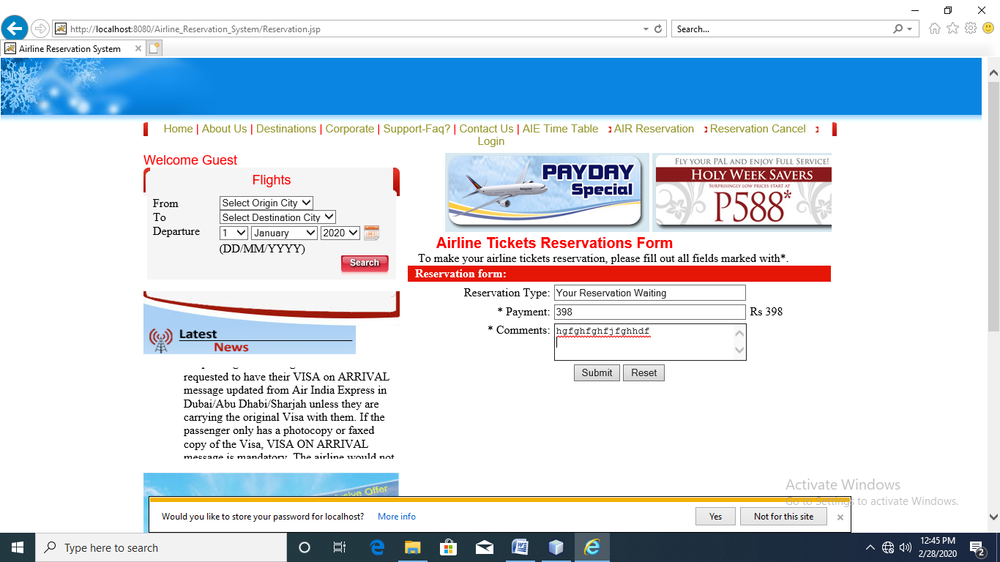 http://localhost:8080/Airline_Reservation_System/Reservation.jsp
Search...
Airline Reservation System
Home | About Us | Destinations | Corporate | Support-Faq? | Contact Us | AIE Time Table AIR Reservation Reservation Cancel
Login
Welcome Guest
Flights
From Select Origin City
To Select Destination City
Departure 1 January 2020
(DD/MM/YYYY)
Search
Latest
News
requested to have their VISA on ARRIVAL
message updated from Air India Express in
Dubai/Abu Dhabi/Sharjah unless they are
carrying the original Visa with them. If the
passenger only has a photocopy or faxed
copy of the Visa, VISA ON ARRIVAL
message is mandatory. The airline would not
Offer
PAYDAY
Special
Philippines
FLY YOUR PAL AND ENJOY FULL SERVICE!
HOLY WEEK SAVERS
SURPRISINGLY LOW PRICES START AT
P588*
Airline Tickets Reservations Form
To make your airline tickets reservation, please fill out all fields marked with*.
Reservation form:
Reservation Type: Your Reservation Waiting
* Payment: 398 Rs 398
* Comments: hgfghfghfjfghhdf
Submit Reset
Activate Windows
Go to Settings to activate Windows.
Would you like to store your password for localhost? More info Yes Not for this site
Type here to search
12:45 PM
2/28/2020
2